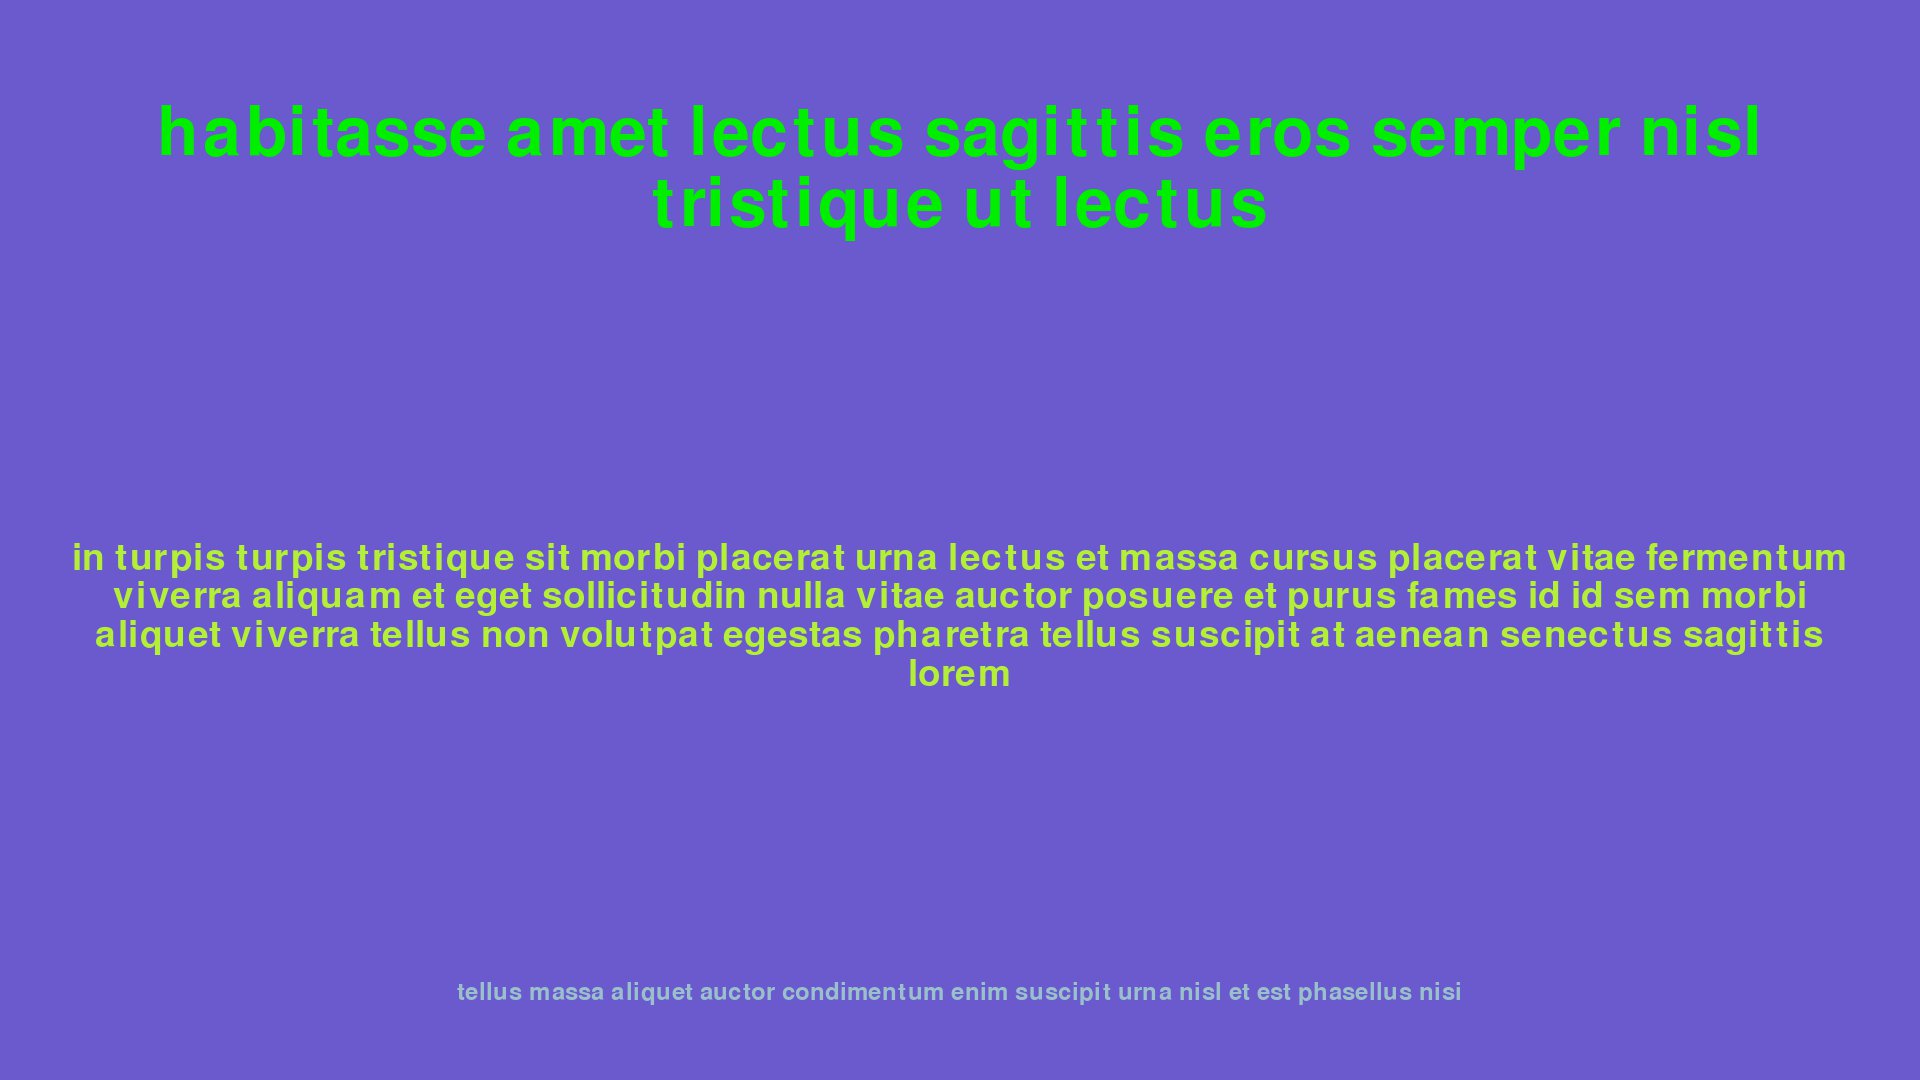 habitasse amet lectus sagittis eros semper nisl
tristique ut lectus
in turpis turpis tristique sit morbi placerat urna lectus et massa cursus placerat vitae fermentum
viverra aliquam et eget sollicitudin nulla vitae auctor posuere et purus fames id id sem morbi
aliquet viverra tellus non volutpat egestas pharetra tellus suscipit at aenean senectus sagittis
lorem
tellus massa aliquet auctor condimentum enim suscipit urna nisl et est phasellus nisi